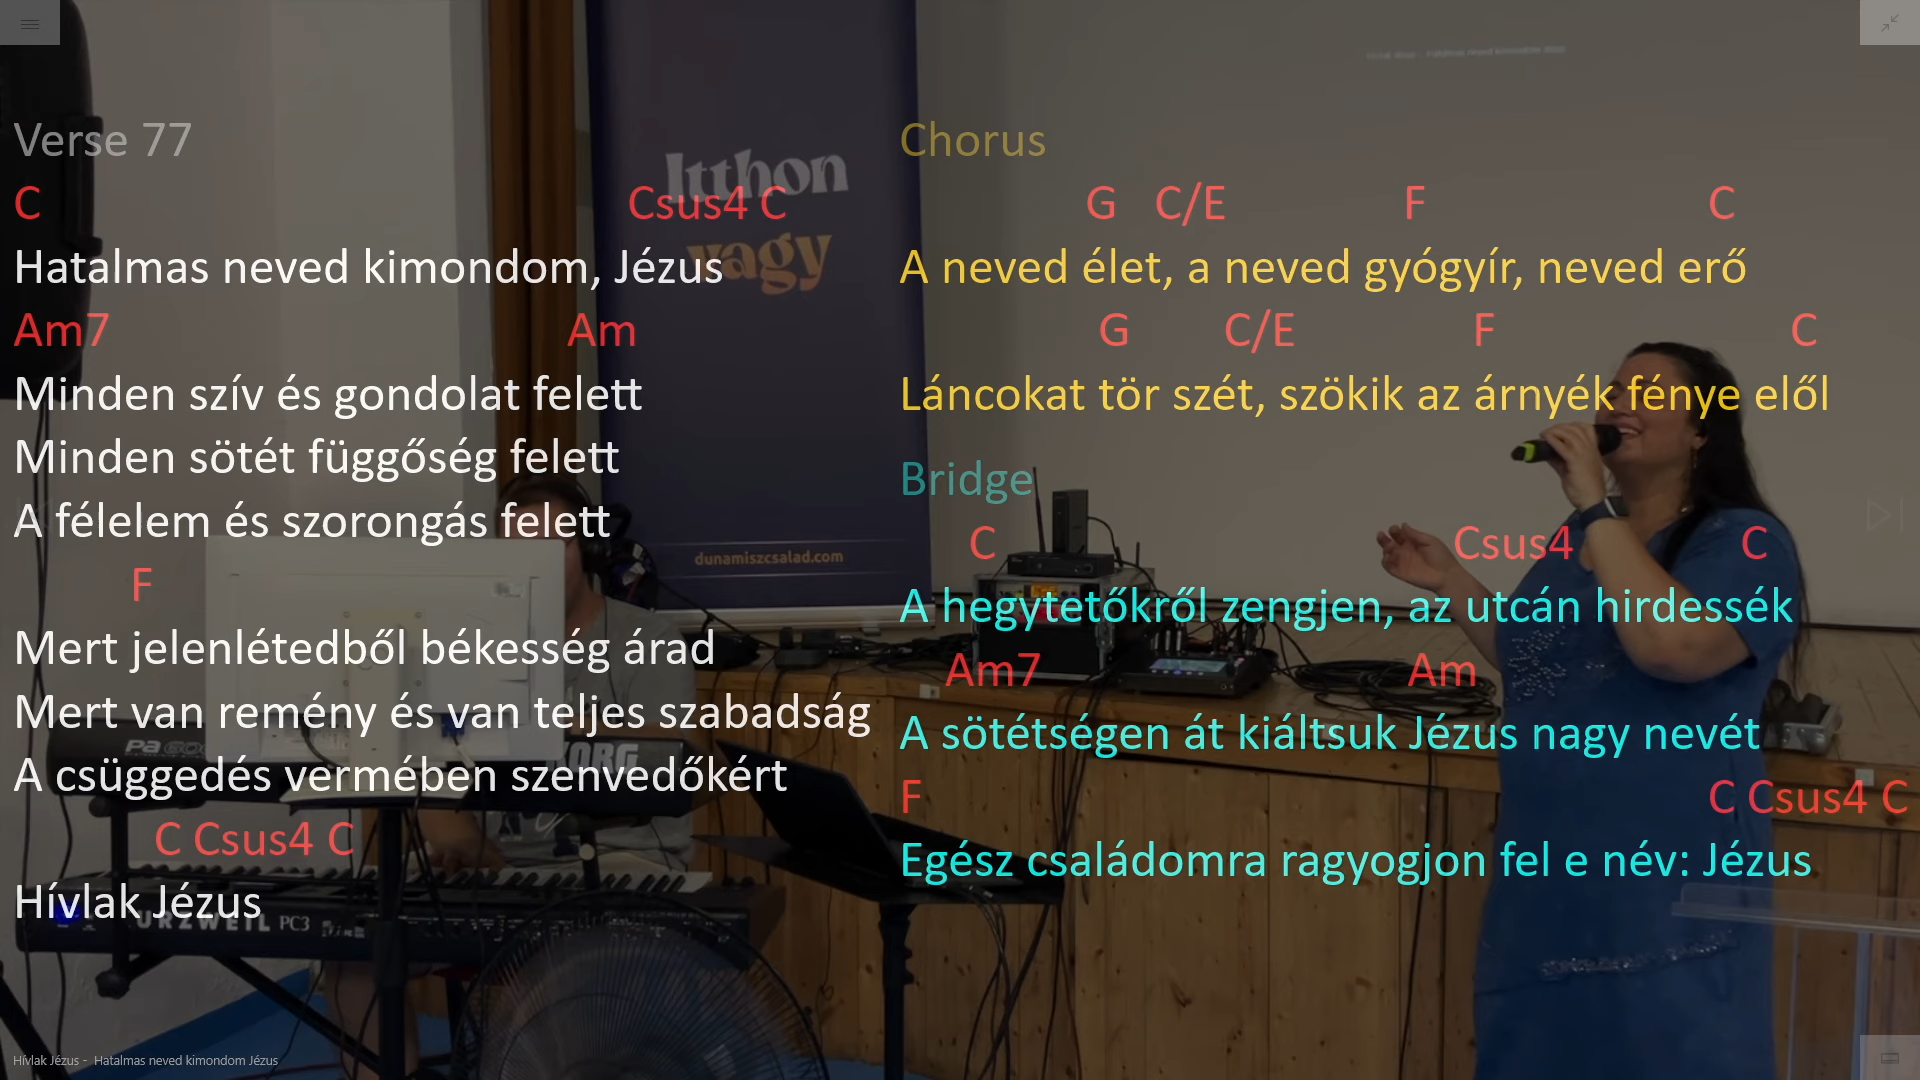 Verse 77
C Csus4 C
Hatalmas neved kimondom, Jézus
Am7 Am
Minden szív és gondolat felett
Minden sötét függőség felett
A félelem és szorongás felett
F
Mert jelenlétedből békesség árad
Mert van remény és van teljes szabadság
A csüggedés vermében szenvedőkért
C Csus4 C
Hívlak Jézus
Chorus
G C/E F C
A neved élet, a neved gyógyír, neved erő
G C/E F C
Láncokat tör szét, szökik az árnyék fénye elől
Bridge
C Csus4 C
A hegytetőkről zengjen, az utcán hirdessék
Am7 Am
A sötétségen át kiáltsuk Jézus nagy nevét
F C Csus4 C
Egész családomra ragyogjon fel e név: Jézus
Itthon
vagy
dunamiszcsalad.com
KORG
KURZWEIL PC3
Hívlak Jézus - Hatalmas neved kimondom Jézus